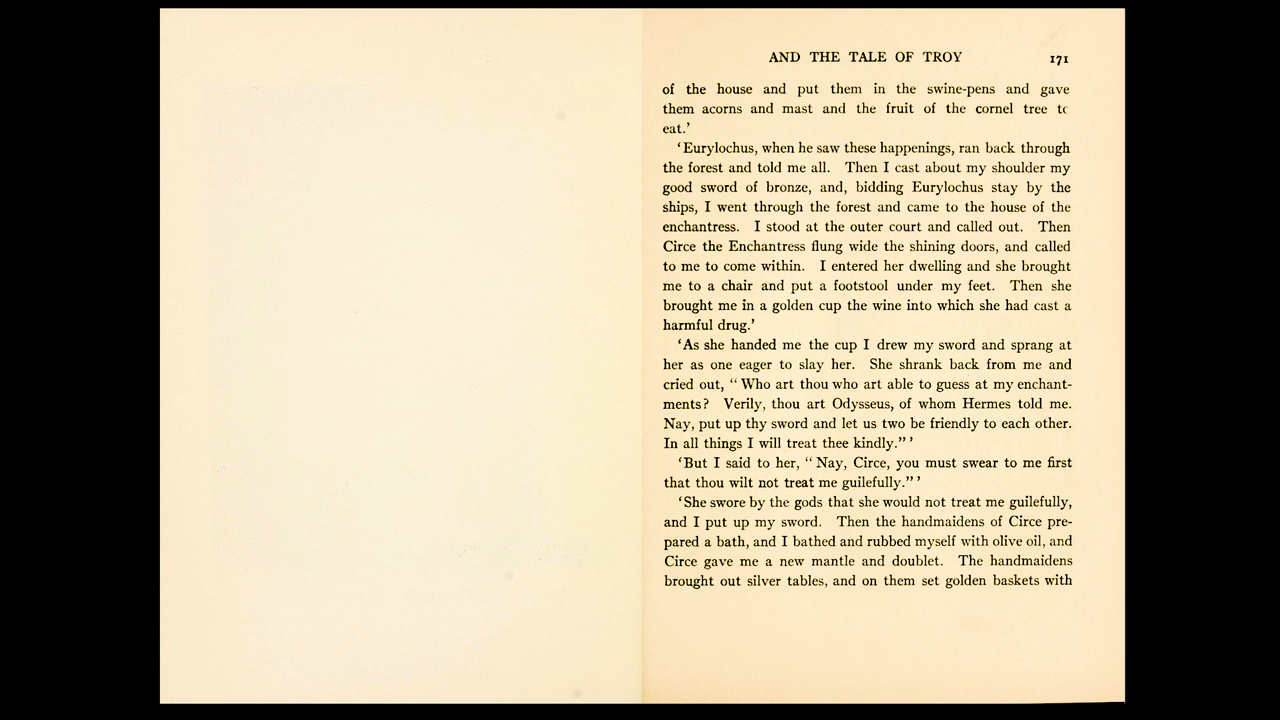 AND THE TALE OF TROY 171
of the house and put them in the swine-pens and gave
them acorns and mast and the fruit of the cornel tree to
eat.’
‘Eurylochus, when he saw these happenings, ran back through
the forest and told me all. Then I cast about my shoulder my
good sword of bronze, and, bidding Eurylochus stay by the
ships, I went through the forest and came to the house of the
enchantress. I stood at the outer court and called out. Then
Circe the Enchantress flung wide the shining doors, and called
to me to come within. I entered her dwelling and she brought
me to a chair and put a footstool under my feet. Then she
brought me in a golden cup the wine into which she had cast a
harmful drug.’
‘As she handed me the cup I drew my sword and sprang at
her as one eager to slay her. She shrank back from me and
cried out, “Who art thou who art able to guess at my enchant-
ments? Verily, thou art Odysseus, of whom Hermes told me.
Nay, put up thy sword and let us two be friendly to each other.
In all things I will treat thee kindly.”’
‘But I said to her, “Nay, Circe, you must swear to me first
that thou wilt not treat me guilefully.”’
‘She swore by the gods that she would not treat me guilefully,
and I put up my sword. Then the handmaidens of Circe pre-
pared a bath, and I bathed and rubbed myself with olive oil, and
Circe gave me a new mantle and doublet. The handmaidens
brought out silver tables, and on them set golden baskets with